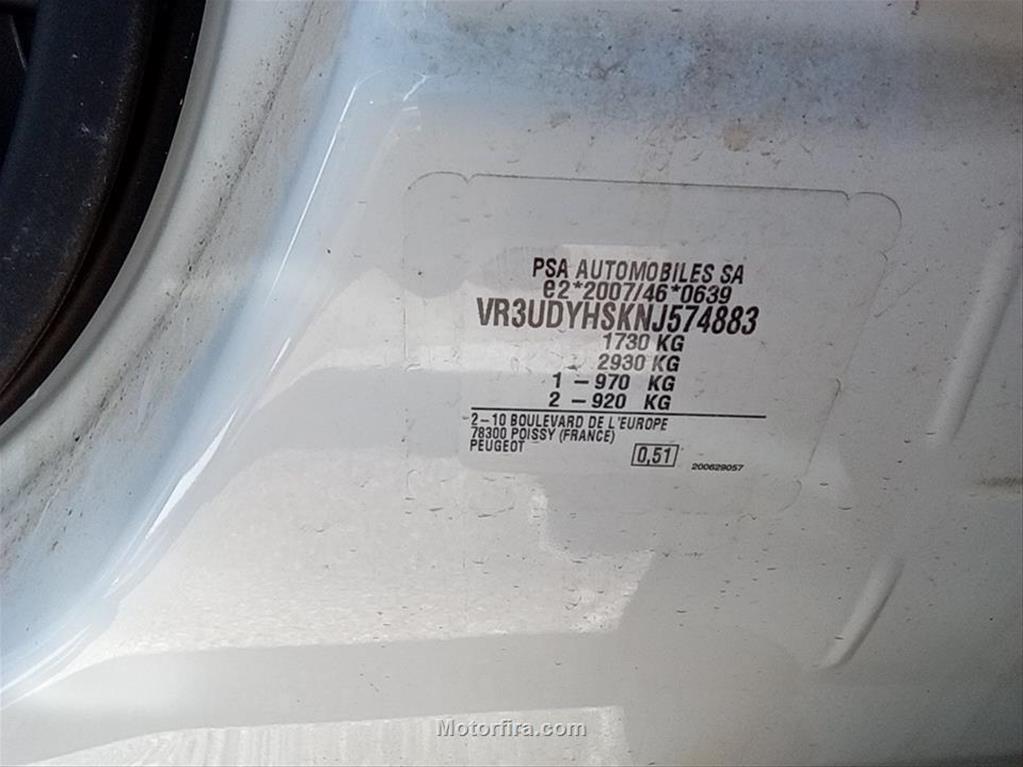 PSA AUTOMOBILES SA
e2*2007/46*0639
VR3UDYHSKNJ574883
1730 KG
2930 KG
1 – 970 KG
2 – 920 KG
2–10 BOULEVARD DE L'EUROPE
78300 POISSY (FRANCE)
PEUGEOT
0,51
200629057
Motorfira.com